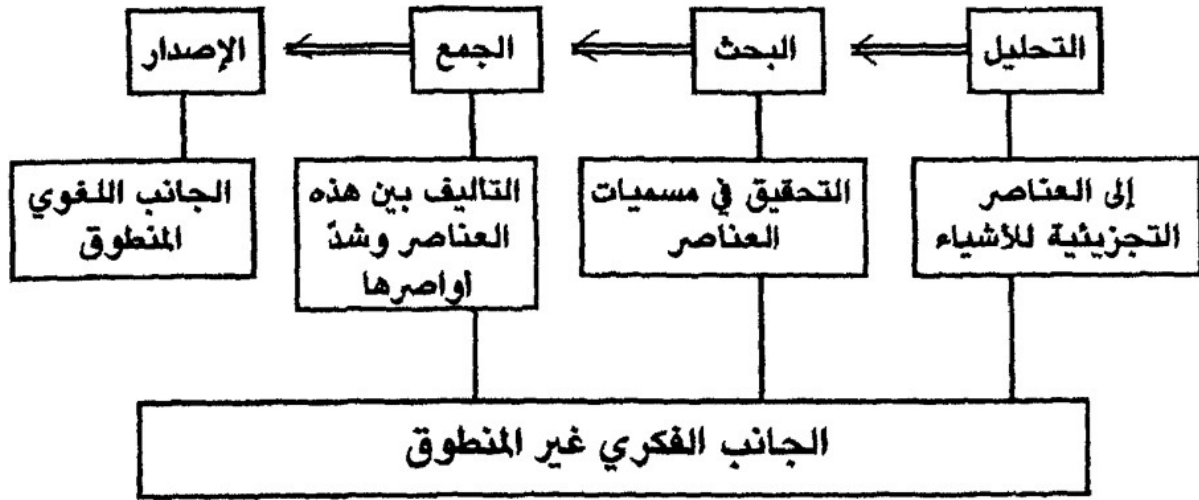 التحليل
البحث
الجمع
الإصدار
إلى العناصر
التجزيئية للأشياء
التحقيق في مسميات
العناصر
التاليف بين هذه
العناصر وشدّ
اواصرها
الجانب اللغوي
المنطوق
الجانب الفكري غير المنطوق